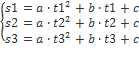 s1 = a · t1² + b · t1 + c
s2 = a · t2² + b · t2 + c
s3 = a · t3² + b · t3 + c